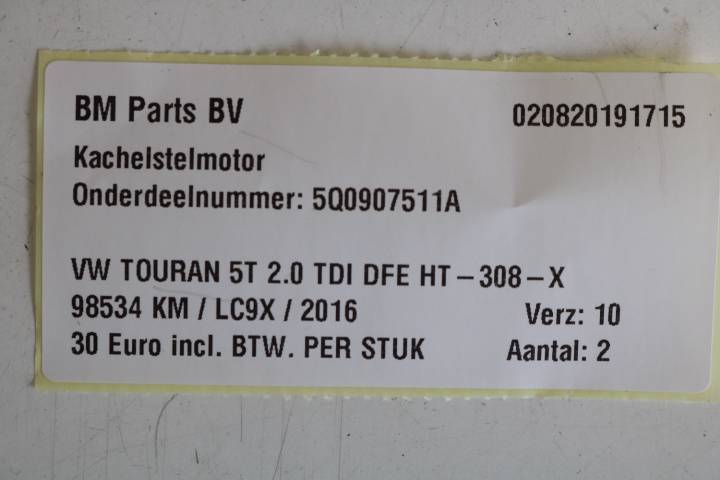 BM Parts BV 020820191715
Kachelstelmotor
Onderdeelnummer: 5Q0907511A
VW TOURAN 5T 2.0 TDI DFE HT-308-X
98534 KM / LC9X / 2016 Verz: 10
30 Euro incl. BTW. PER STUK Aantal: 2